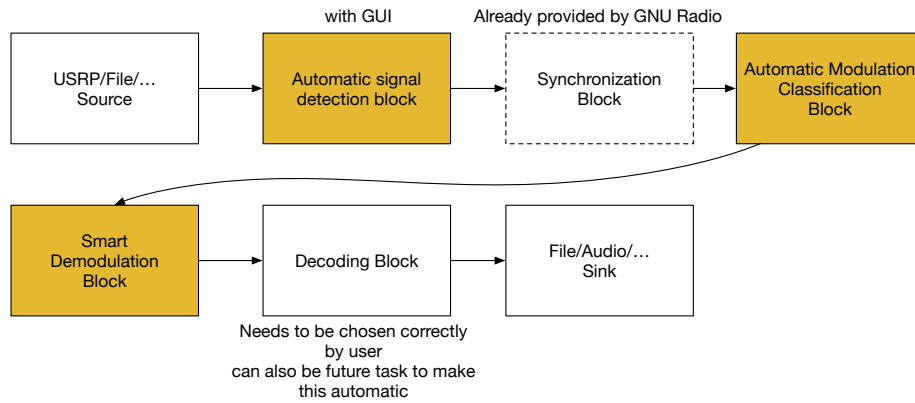 with GUI
Already provided by GNU Radio
USRP/File/…
Source
Automatic signal
detection block
Synchronization
Block
Automatic Modulation
Classification
Block
Smart
Demodulation
Block
Decoding Block
File/Audio/…
Sink
Needs to be chosen correctly
by user
can also be future task to make
this automatic